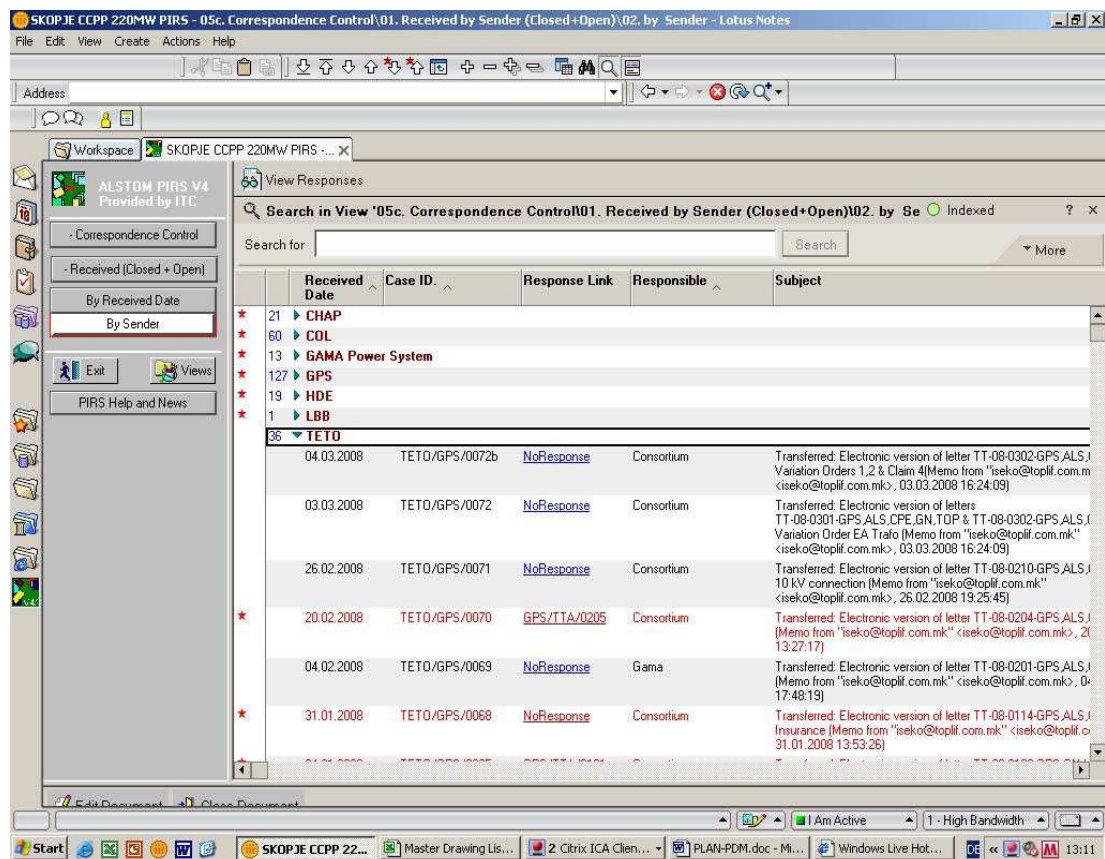 SKOPJE CCPP 220MW PIRS - 05c. Correspondence Control\01. Received by Sender (Closed+Open)\02. by Sender - Lotus Notes
File Edit View Create Actions Help
Address
Workspace SKOPJE CCPP 220MW PIRS -...
ALSTOM PIRS V4
Provided by ITC
- Correspondence Control
- Received (Closed + Open)
By Received Date
By Sender
Exit Views
PIRS Help and News
View Responses
Search in View '05c. Correspondence Control\01. Received by Sender (Closed+Open)\02. by Se Indexed ? ×
Search for Search
More
Received Date Case ID. Response Link Responsible Subject
21 CHAP
60 COL
13 GAMA Power System
127 GPS
19 HDE
1 LBB
36 TETO
04.03.2008 TETO/GPS/0072b NoResponse Consortium Transferred: Electronic version of letter TT-08-0302-GPS,ALS,
Variation Orders 1,2 & Claim 4(Memo from "iseko@toplif.com.m
<iseko@toplif.com.mk>, 03.03.2008 16:24:09)
03.03.2008 TETO/GPS/0072 NoResponse Consortium Transferred: Electronic version of letters
TT-08-0301-GPS,ALS,CPE,GN,TOP & TT-08-0302-GPS,ALS,
Variation Order EA Trafo (Memo from "iseko@toplif.com.mk"
<iseko@toplif.com.mk>, 03.03.2008 16:24:09)
26.02.2008 TETO/GPS/0071 NoResponse Consortium Transferred: Electronic version of letter TT-08-0210-GPS,ALS,
10 kV connection (Memo from "iseko@toplif.com.mk"
<iseko@toplif.com.mk>, 26.02.2008 19:25:45)
20.02.2008 TETO/GPS/0070 GPS/TTA/0205 Consortium Transferred: Electronic version of letter TT-08-0204-GPS,ALS,
(Memo from "iseko@toplif.com.mk" <iseko@toplif.com.mk>, 20
13:27:17)
04.02.2008 TETO/GPS/0069 NoResponse Gama Transferred: Electronic version of letter TT-08-0201-GPS,ALS,
(Memo from "iseko@toplif.com.mk" <iseko@toplif.com.mk>, 04
17:48:19)
31.01.2008 TETO/GPS/0068 NoResponse Consortium Transferred: Electronic version of letter TT-08-0114-GPS,ALS,
Insurance (Memo from "iseko@toplif.com.mk" <iseko@toplif.co
31.01.2008 13:53:26)
Edit Document Close Document
I Am Active 1 - High Bandwidth
Start SKOPJE CCPP 22... Master Drawing Lis... 2 Citrix ICA Clien... PLAN-PDM.doc - Mi... Windows Live Hot... DE « 13:11